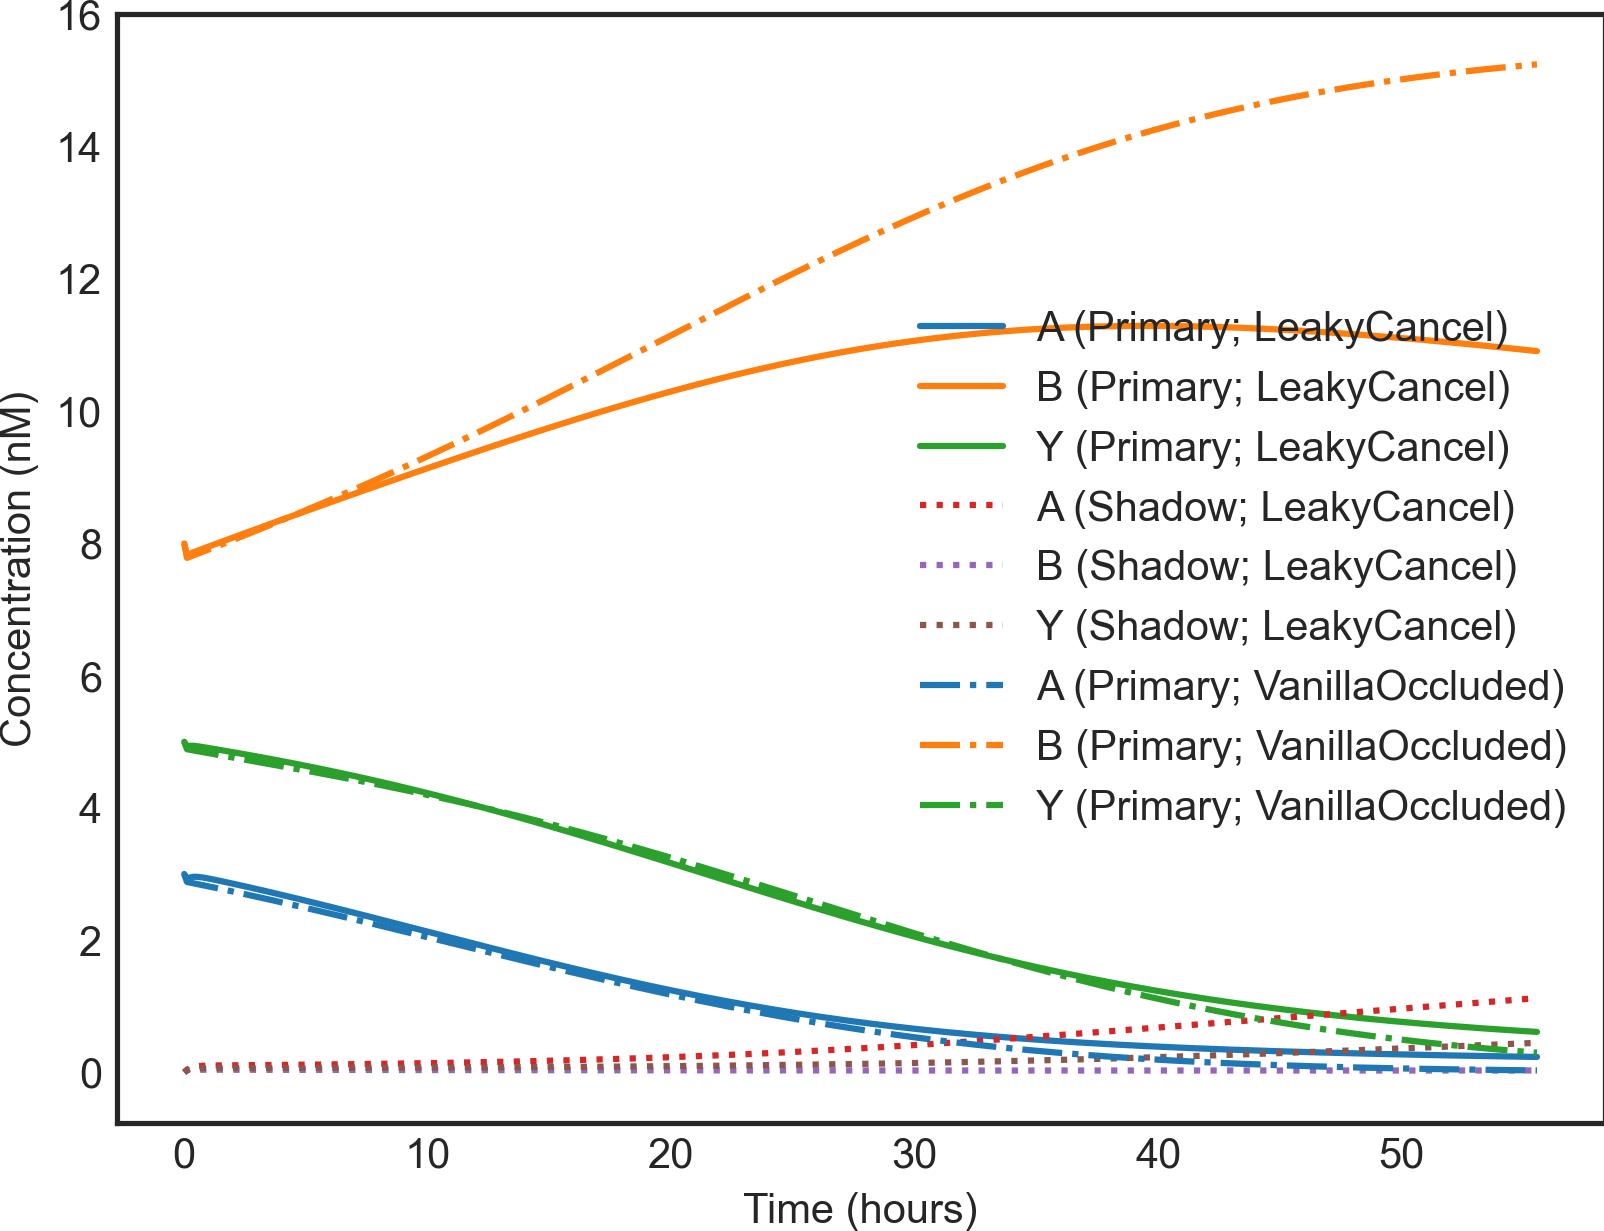 16
14
12
10
8
6
4
2
0
Concentration (nM)
A (Primary; LeakyCancel)
B (Primary; LeakyCancel)
Y (Primary; LeakyCancel)
A (Shadow; LeakyCancel)
B (Shadow; LeakyCancel)
Y (Shadow; LeakyCancel)
A (Primary; VanillaOccluded)
B (Primary; VanillaOccluded)
Y (Primary; VanillaOccluded)
0 10 20 30 40 50
Time (hours)